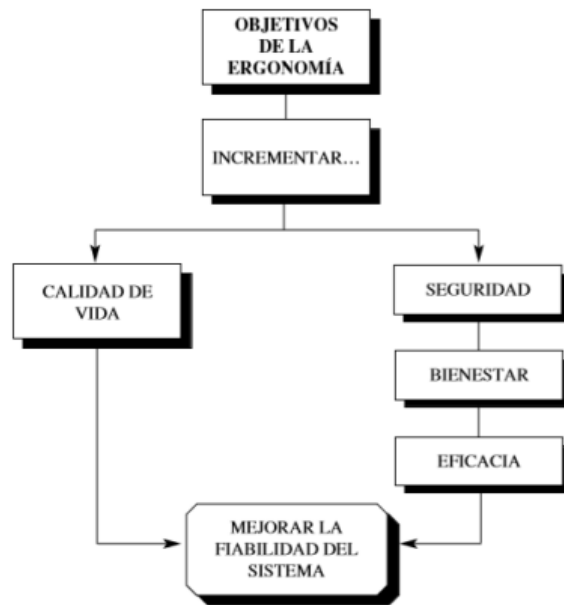 OBJETIVOS
DE LA
ERGONOMÍA
INCREMENTAR…
CALIDAD DE
VIDA
SEGURIDAD
BIENESTAR
EFICACIA
MEJORAR LA
FIABILIDAD DEL
SISTEMA